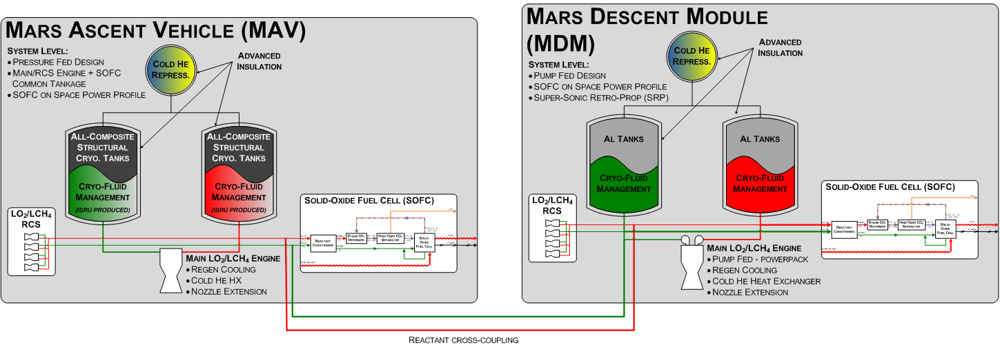 MARS ASCENT VEHICLE (MAV)
SYSTEM LEVEL:
• PRESSURE FED DESIGN
• MAIN/RCS ENGINE + SOFC
COMMON TANKAGE
• SOFC ON SPACE POWER PROFILE
COLD HE
REPRESS.
ADVANCED
INSULATION
ALL-COMPOSITE
STRUCTURAL
CRYO. TANKS
CRYO-FLUID
MANAGEMENT
(ISRU PRODUCED)
ALL-COMPOSITE
STRUCTURAL
CRYO. TANKS
CRYO-FLUID
MANAGEMENT
(ISRU PRODUCED)
LO2/LCH4
RCS
MAIN LO2/LCH4 ENGINE
• REGEN COOLING
• COLD HE HX
• NOZZLE EXTENSION
SOLID-OXIDE FUEL CELL (SOFC)
REACTANT
CONDITIONING
STEAM CH4
REFORMER
HIGH-TEMP CO2
SEPARATOR
SOLID-
OXIDE
FUEL CELL
MARS DESCENT MODULE
(MDM)
SYSTEM LEVEL:
• PUMP FED DESIGN
• SOFC ON SPACE POWER PROFILE
• SUPER-SONIC RETRO-PROP (SRP)
COLD HE
REPRESS.
ADVANCED
INSULATION
AL TANKS
CRYO-FLUID
MANAGEMENT
AL TANKS
CRYO-FLUID
MANAGEMENT
LO2/LCH4
RCS
MAIN LO2/LCH4 ENGINE
• PUMP FED - POWERPACK
• REGEN COOLING
• COLD HE HEAT EXCHANGER
• NOZZLE EXTENSION
SOLID-OXIDE FUEL CELL (SOFC)
REACTANT
CONDITIONING
STEAM CH4
REFORMER
HIGH-TEMP CO2
SEPARATOR
SOLID-
OXIDE
FUEL CELL
REACTANT CROSS-COUPLING